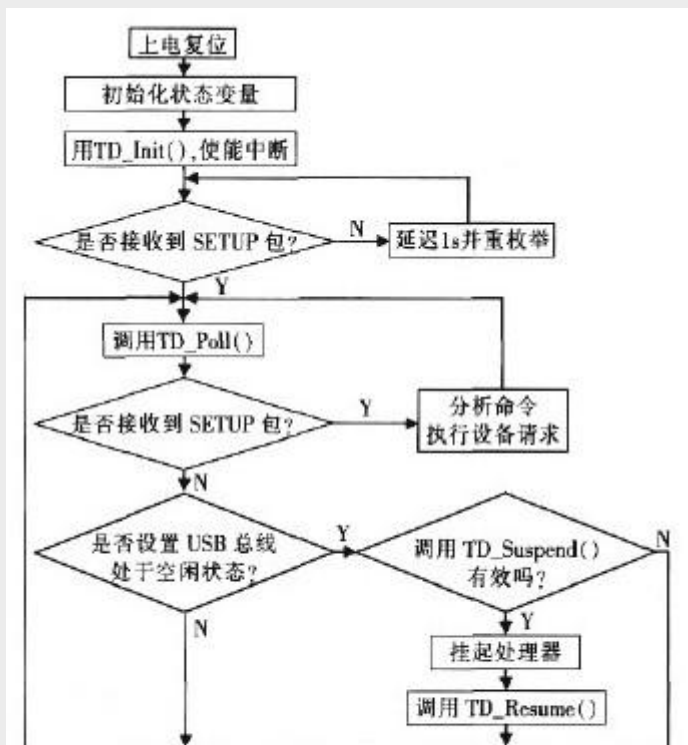 上电复位
初始化状态变量
用TD_Init(),使能中断
是否接收到 SETUP 包?
N
延迟1s并重枚举
Y
调用TD_Poll()
是否接收到 SETUP 包?
Y
分析命令
执行设备请求
N
是否设置 USB 总线
处于空闲状态?
Y
调用 TD_Suspend()
有效吗?
N
N
Y
挂起处理器
调用 TD_Resume()